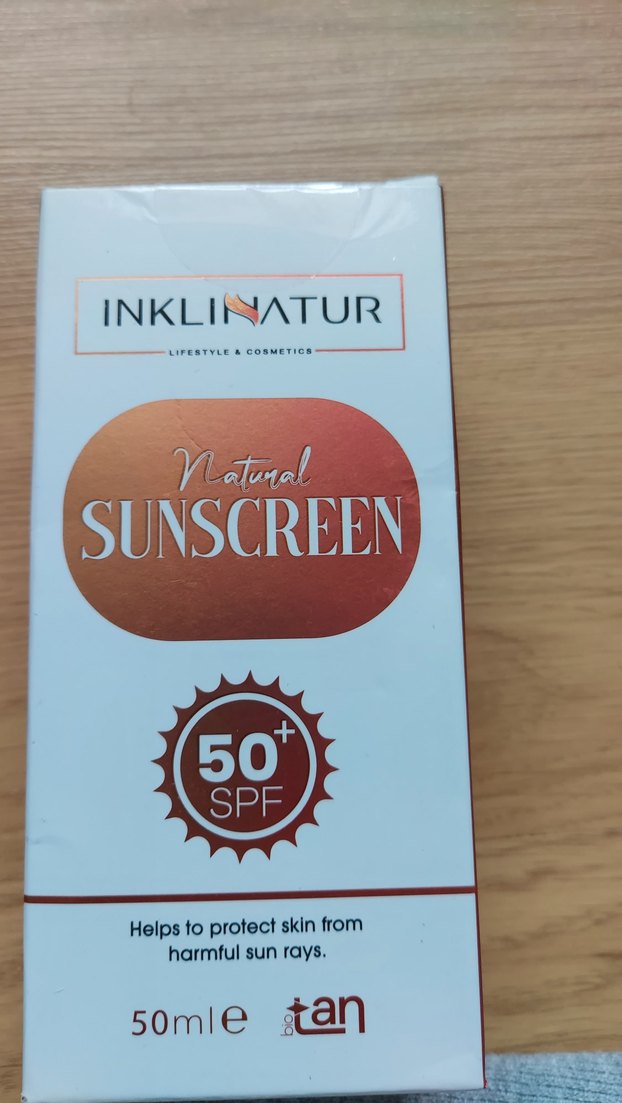 INKLINATUR
LIFESTYLE & COSMETICS
Natural
SUNSCREEN
50+
SPF
Helps to protect skin from
harmful sun rays.
50ml e
bio tan